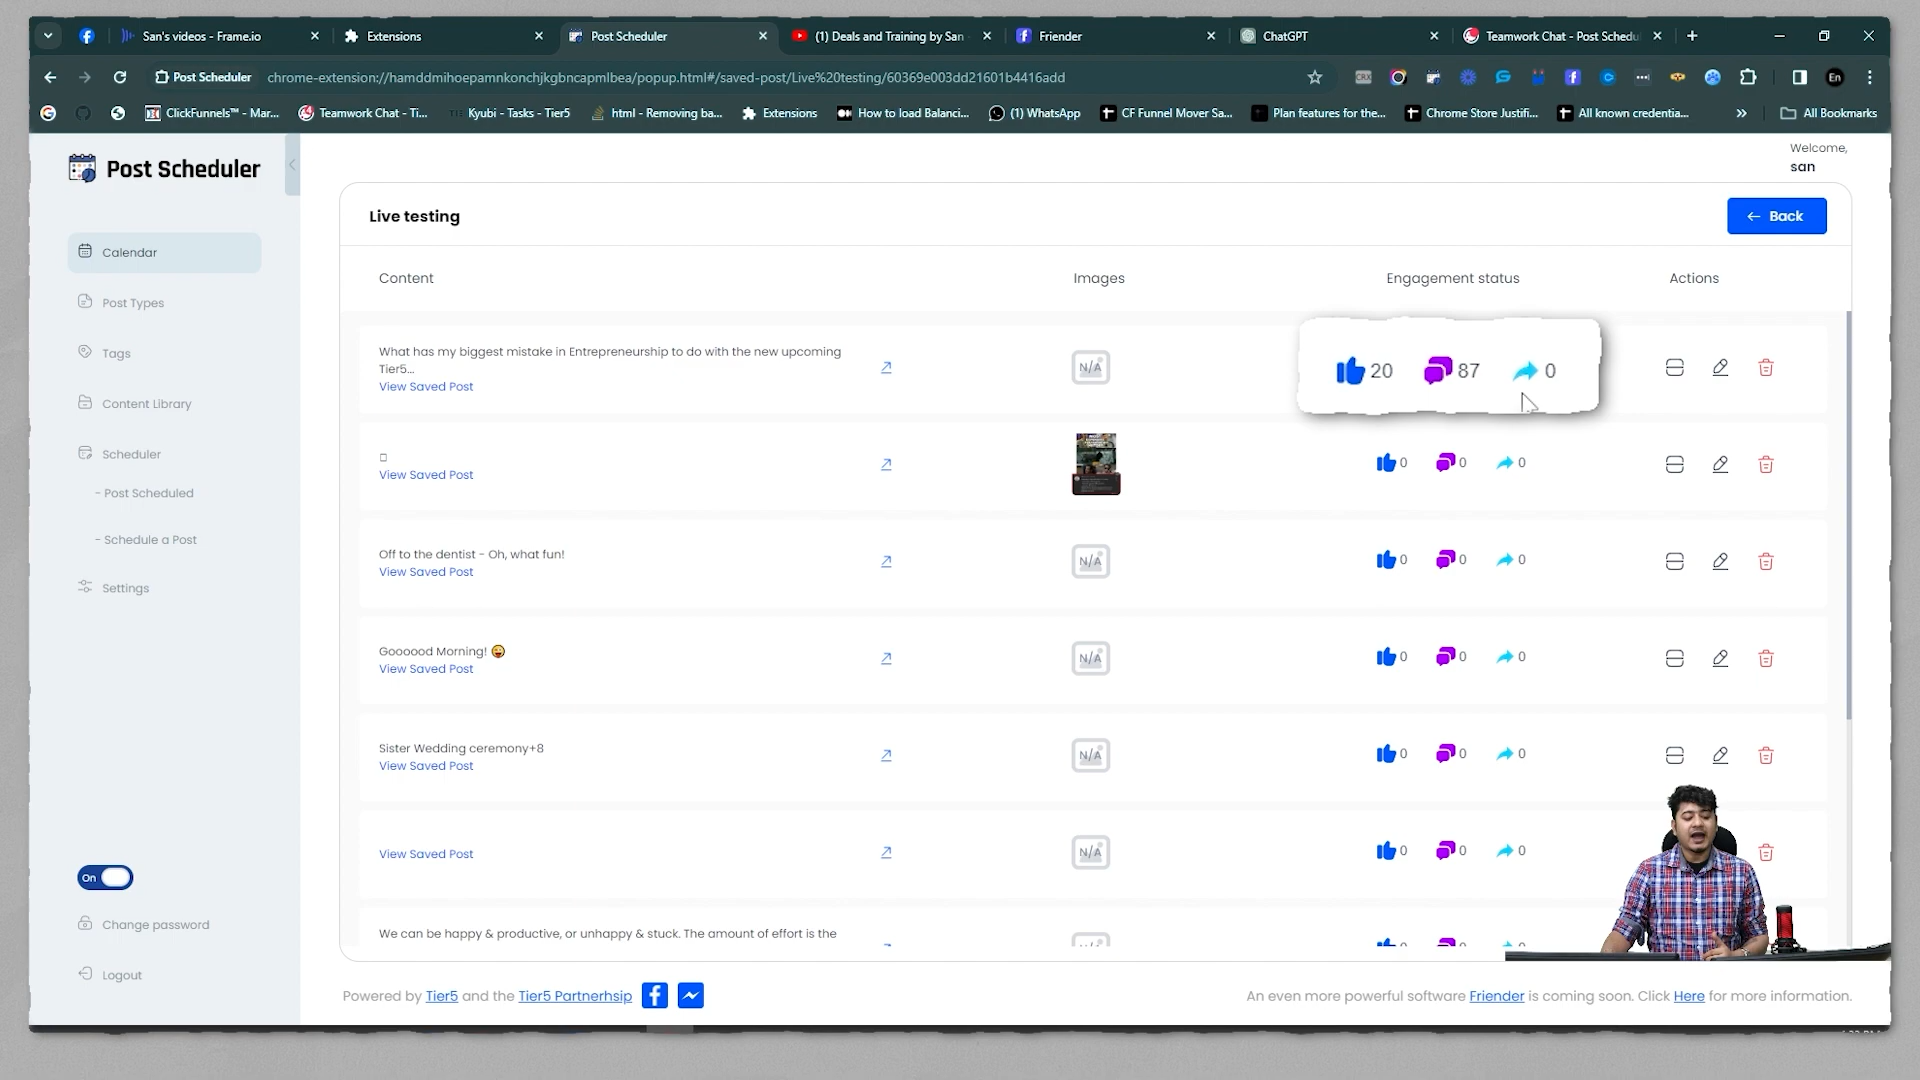 San's videos - Frame.io
Extensions
Post Scheduler
(1) Deals and Training by San
Friender
ChatGPT
Teamwork Chat - Post Schedu
Post Scheduler
chrome-extension://hamddmihoepamnkonchjkgbncapmlbea/popup.html#/saved-post/Live%20testing/60369e003dd21601b4416add
CRX
En
ClickFunnels™ - Mar...
Teamwork Chat - Ti...
Kyubi - Tasks - Tier5
html - Removing ba...
Extensions
How to load Balanci...
(1) WhatsApp
CF Funnel Mover Sa...
Plan features for the...
Chrome Store Justifi...
All known credentia...
All Bookmarks
Post Scheduler
Welcome,
san
Calendar
Post Types
Tags
Content Library
Scheduler
- Post Scheduled
- Schedule a Post
Settings
On
Change password
Logout
Live testing
← Back
Content
Images
Engagement status
Actions
What has my biggest mistake in Entrepreneurship to do with the new upcoming
Tier5...
View Saved Post
N/A
20
87
0
View Saved Post
0
0
0
Off to the dentist - Oh, what fun!
View Saved Post
N/A
0
0
0
Goooood Morning! 😜
View Saved Post
N/A
0
0
0
Sister Wedding ceremony+8
View Saved Post
N/A
0
0
0
View Saved Post
N/A
0
0
0
We can be happy & productive, or unhappy & stuck. The amount of effort is the
Powered by Tier5 and the Tier5 Partnerhsip
An even more powerful software Friender is coming soon. Click Here for more information.